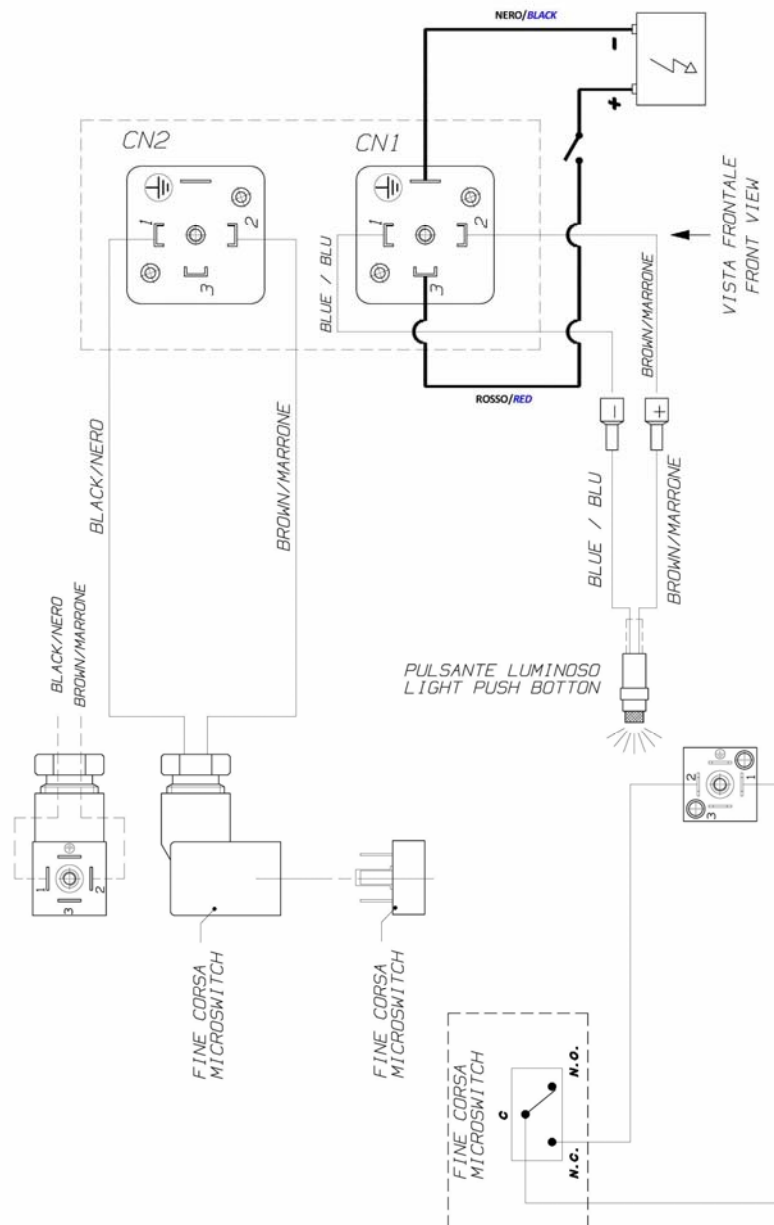 NERO/BLACK
-
+
CN2
CN1
1
2
3
1
2
3
VISTA FRONTALE
FRONT VIEW
BLUE / BLU
BROWN/MARRONE
ROSSO/RED
-
+
BLACK/NERO
BROWN/MARRONE
BLUE / BLU
BROWN/MARRONE
BLACK/NERO
BROWN/MARRONE
PULSANTE LUMINOSO
LIGHT PUSH BOTTON
2
1
3
1
2
3
FINE CORSA
MICROSWITCH
FINE CORSA
MICROSWITCH
FINE CORSA
MICROSWITCH
C
N.O.
N.C.